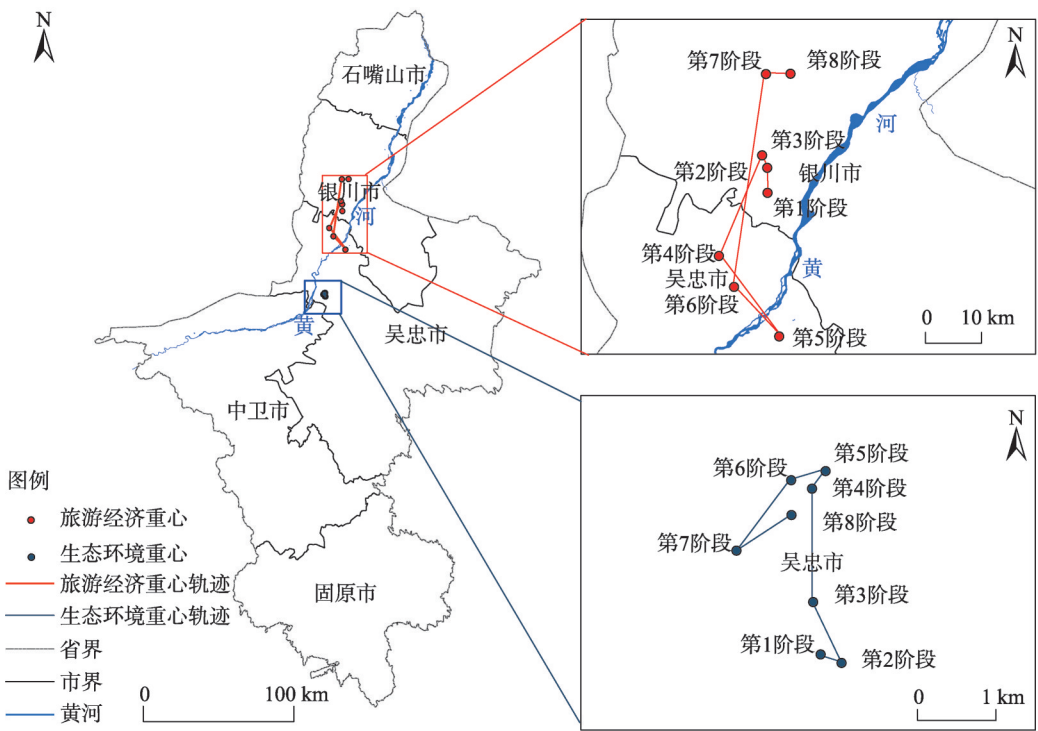 N
石嘴山市
银川市
河
黄
吴忠市
中卫市
固原市
图例
旅游经济重心
生态环境重心
旅游经济重心轨迹
生态环境重心轨迹
省界
市界
黄河
0 100 km
N
第7阶段 第8阶段
河
第3阶段
第2阶段 银川市
第1阶段
第4阶段
黄
吴忠市
第6阶段
第5阶段
0 10 km
N
第5阶段
第6阶段
第4阶段
第8阶段
第7阶段
吴忠市
第3阶段
第1阶段
第2阶段
0 1 km